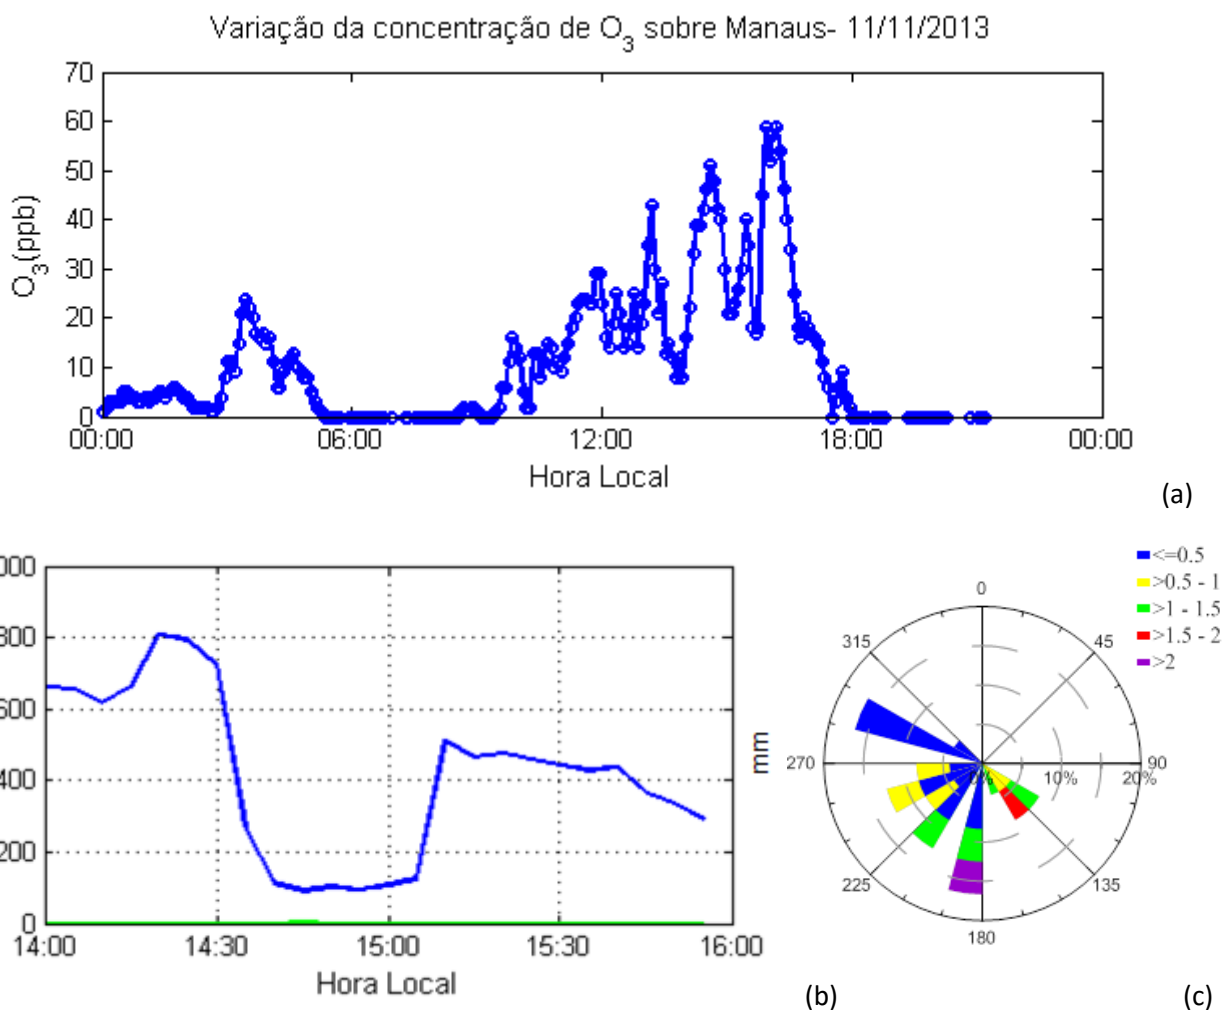 Variação da concentração de O3 sobre Manaus- 11/11/2013
O3(ppb)
70
60
50
40
30
20
10
0
00:00 06:00 12:00 18:00 00:00
Hora Local
(a)
800
600
400
200
0
14:00 14:30 15:00 15:30 16:00
Hora Local
mm
(b)
<=0.5
>0.5 - 1
>1 - 1.5
>1.5 - 2
>2
0
45
90
135
180
225
270
315
10%
20%
(c)